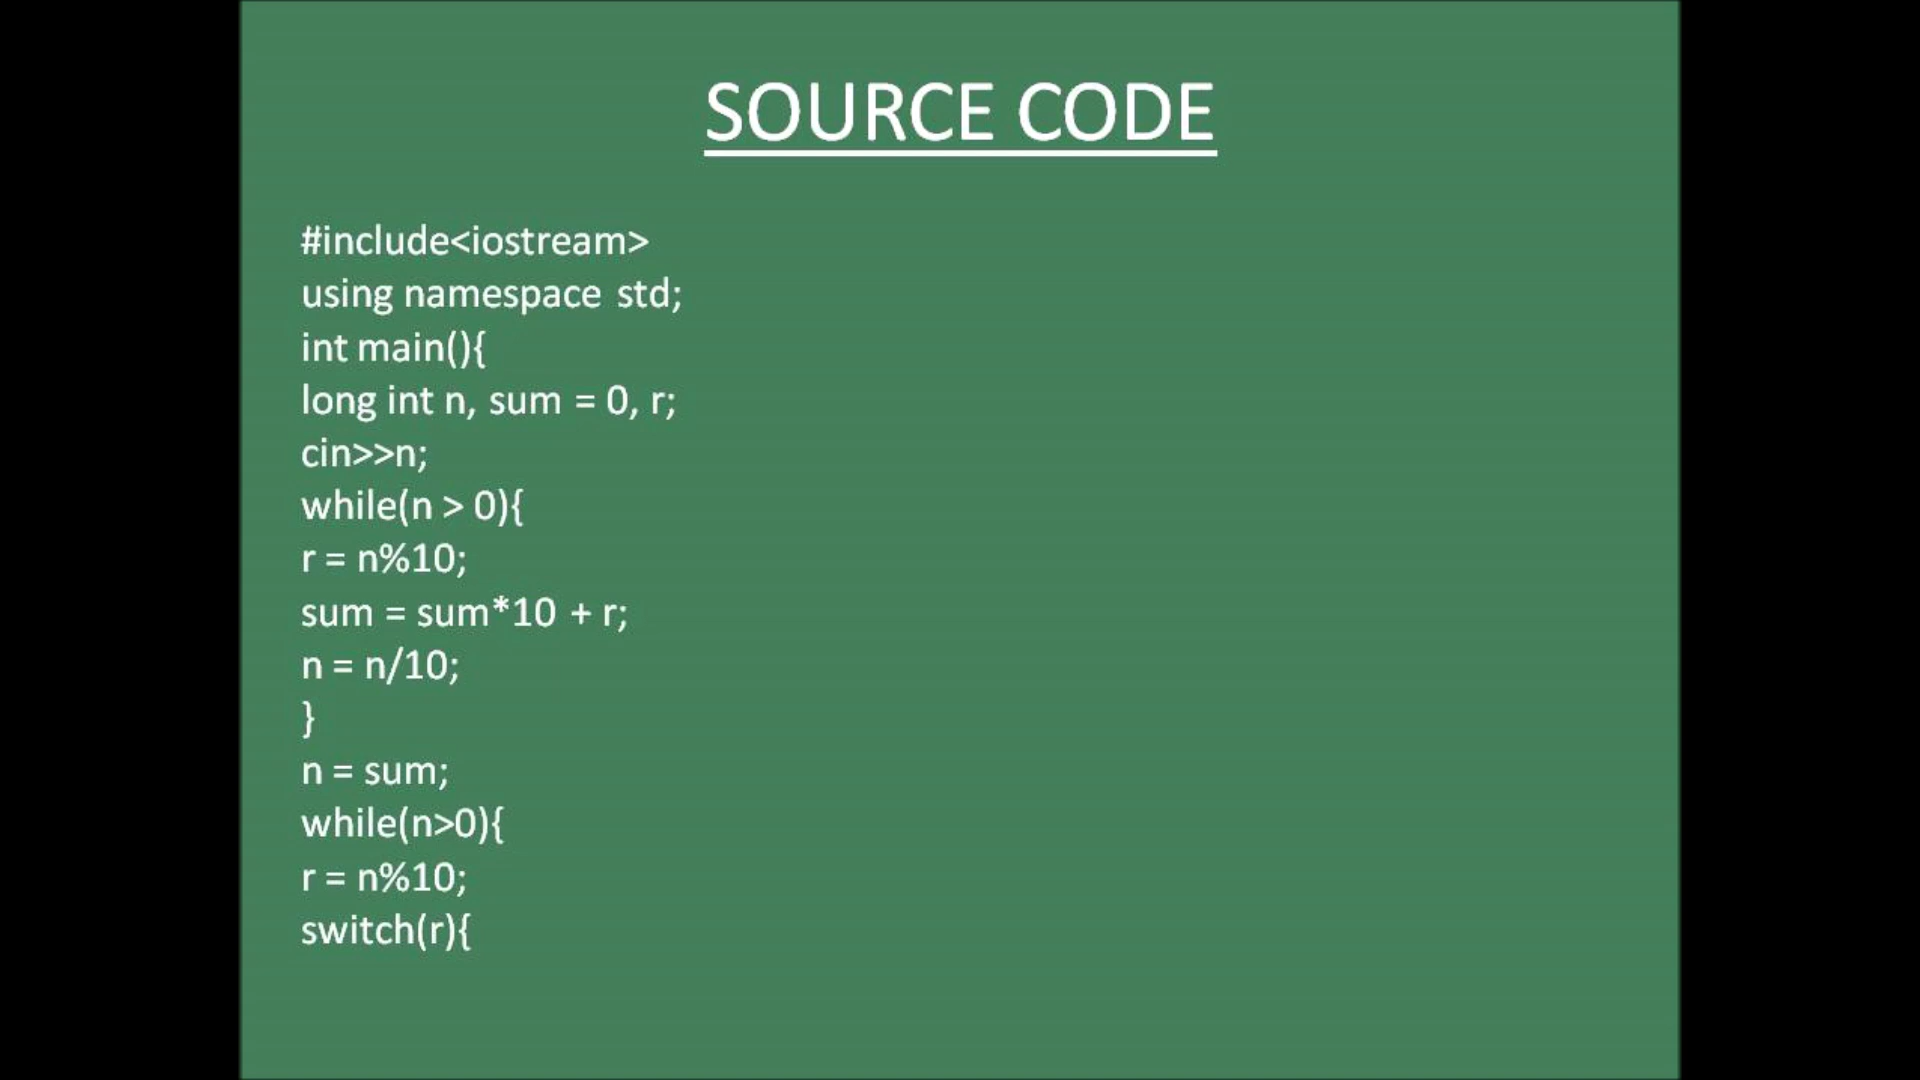 SOURCE CODE
#include<iostream>
using namespace std;
int main(){
long int n, sum = 0, r;
cin>>n;
while(n > 0){
r = n%10;
sum = sum*10 + r;
n = n/10;
}
n = sum;
while(n>0){
r = n%10;
switch(r){